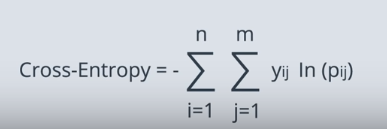 n m
Cross-Entropy = - ∑ ∑ yij ln (pij)
i=1 j=1